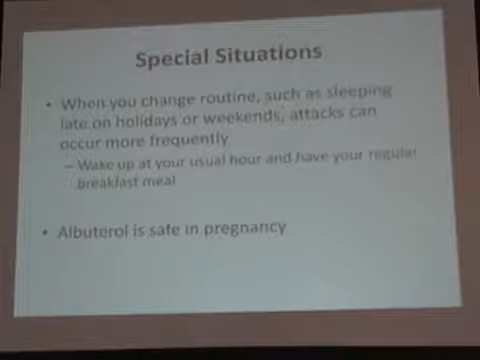 Special Situations
• When you change routine, such as sleeping
late on holidays or weekends, attacks can
occur more frequently
– Wake up at your usual hour and have your regular
breakfast meal
• Albuterol is safe in pregnancy